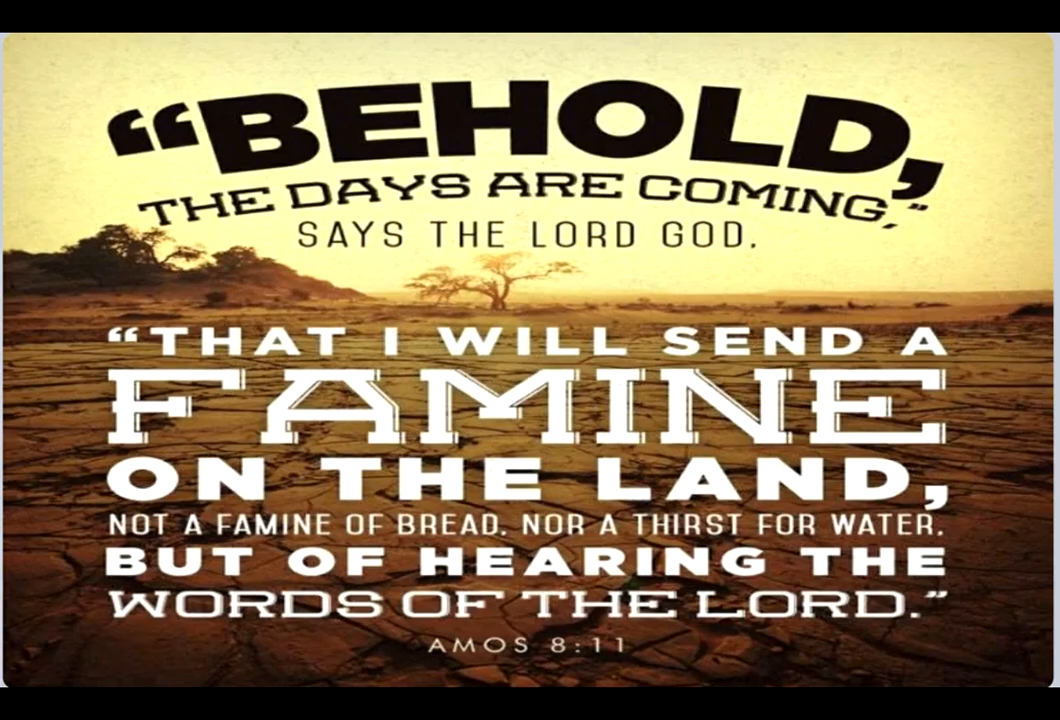 “BEHOLD,
THE DAYS ARE COMING,”
SAYS THE LORD GOD,
“THAT I WILL SEND A
FAMINE
ON THE LAND,
NOT A FAMINE OF BREAD, NOR A THIRST FOR WATER,
BUT OF HEARING THE
WORDS OF THE LORD.”
AMOS 8:11